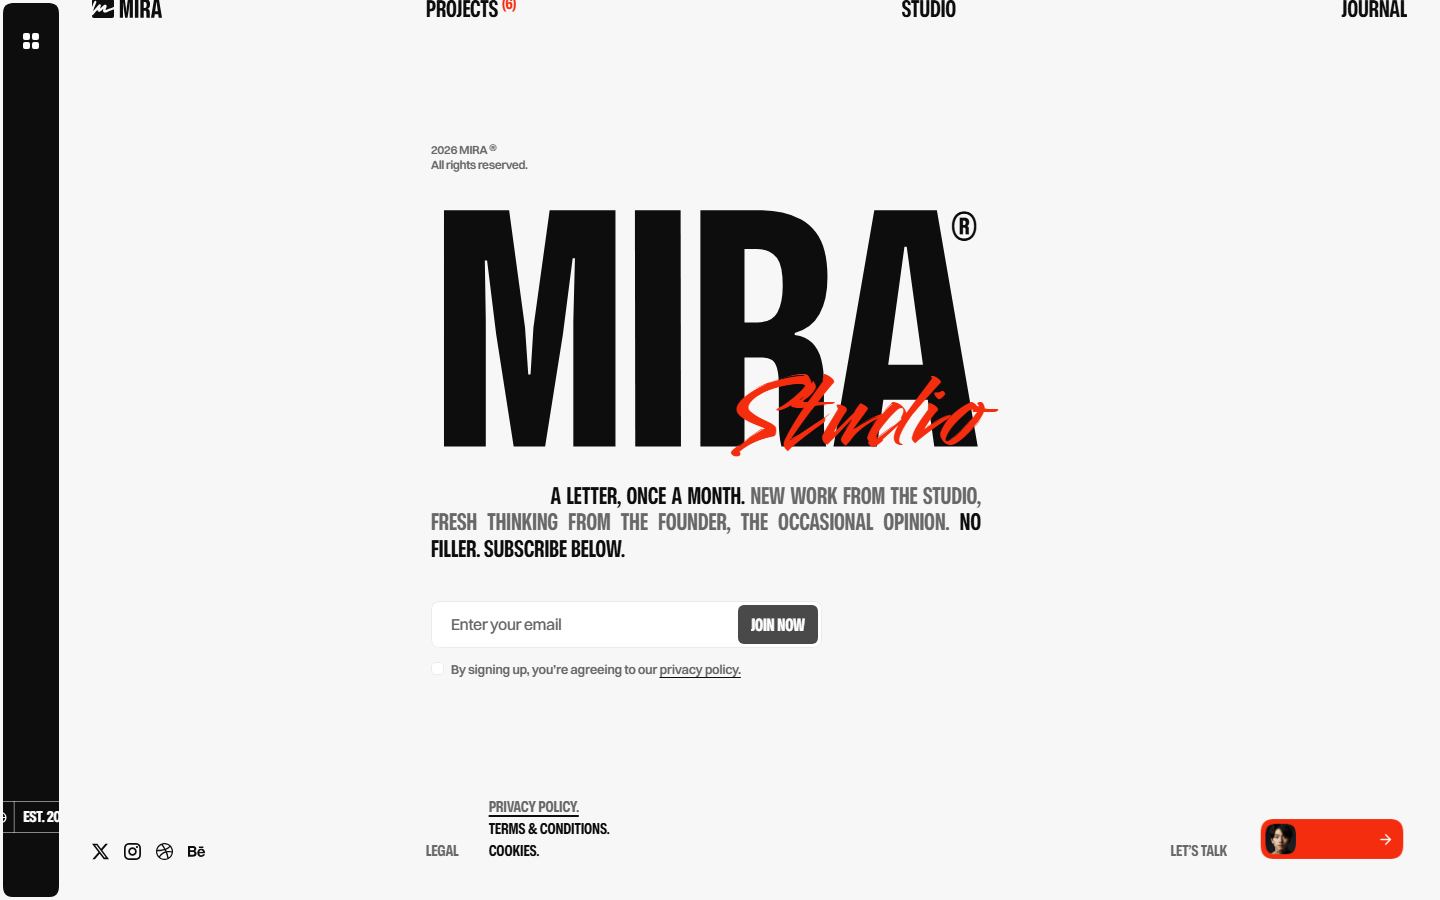 MIRA
PROJECTS (6)
STUDIO
JOURNAL
2026 MIRA ®
All rights reserved.
MIRA®
Studio
A LETTER, ONCE A MONTH. NEW WORK FROM THE STUDIO,
FRESH THINKING FROM THE FOUNDER, THE OCCASIONAL OPINION. NO
FILLER. SUBSCRIBE BELOW.
Enter your email
JOIN NOW
By signing up, you're agreeing to our privacy policy.
EST. 20
Bē
LEGAL
PRIVACY POLICY.
TERMS & CONDITIONS.
COOKIES.
LET'S TALK